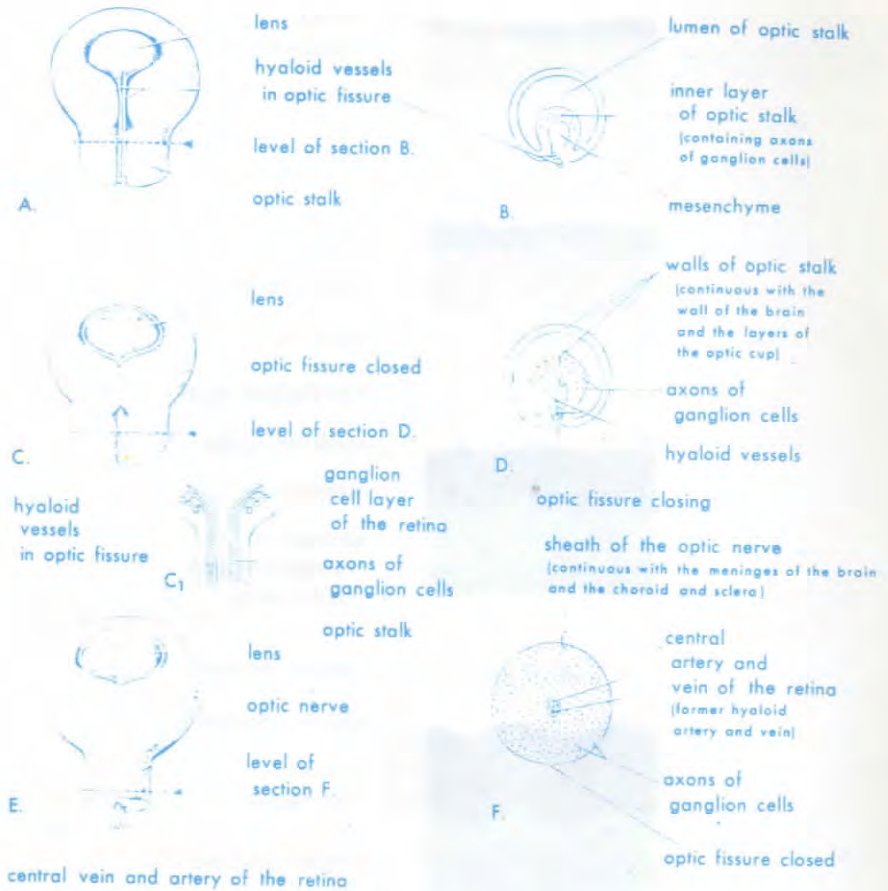 lens
hyaloid vessels
in optic fissure
level of section B.
optic stalk
A.
lumen of optic stalk
inner layer
of optic stalk
(containing axons
of ganglion cells)
mesenchyme
B.
lens
optic fissure closed
level of section D.
C.
walls of optic stalk
(continuous with the
wall of the brain
and the layers of
the optic cup)
axons of
ganglion cells
hyaloid vessels
D.
optic fissure closing
hyaloid
vessels
in optic fissure
ganglion
cell layer
of the retina
axons of
ganglion cells
C1
optic stalk
sheath of the optic nerve
(continuous with the meninges of the brain
and the choroid and sclera)
lens
optic nerve
level of
section F.
E.
central vein and artery of the retina
central
artery and
vein of the retina
(former hyaloid
artery and vein)
axons of
ganglion cells
F.
optic fissure closed